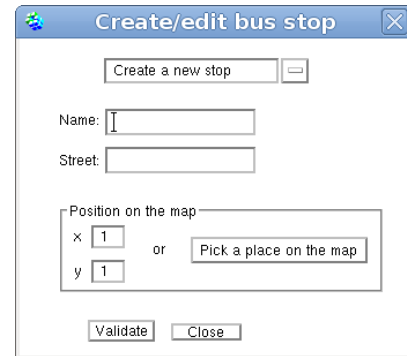 Create/edit bus stop
Create a new stop
Name:
Street:
Position on the map
x 1
or
Pick a place on the map
y 1
Validate Close